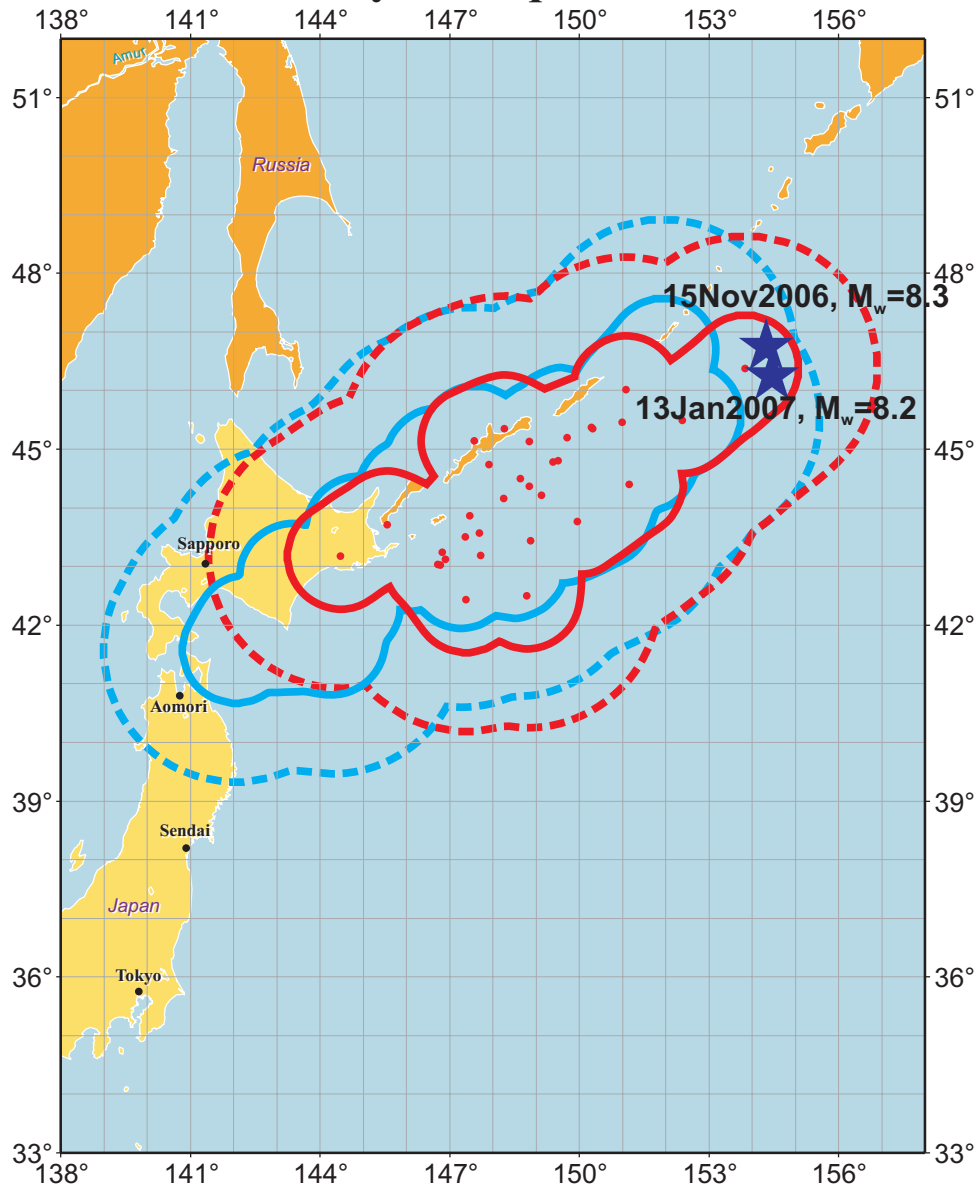 138° 141° 144° 147° 150° 153° 156°
Amur
51° 51°
Russia
48° 48°
15Nov2006, Mw=8.3
13Jan2007, Mw=8.2
45° 45°
Sapporo
42° 42°
Aomori
39° 39°
Sendai
Japan
36° 36°
Tokyo
33° 33°
138° 141° 144° 147° 150° 153° 156°